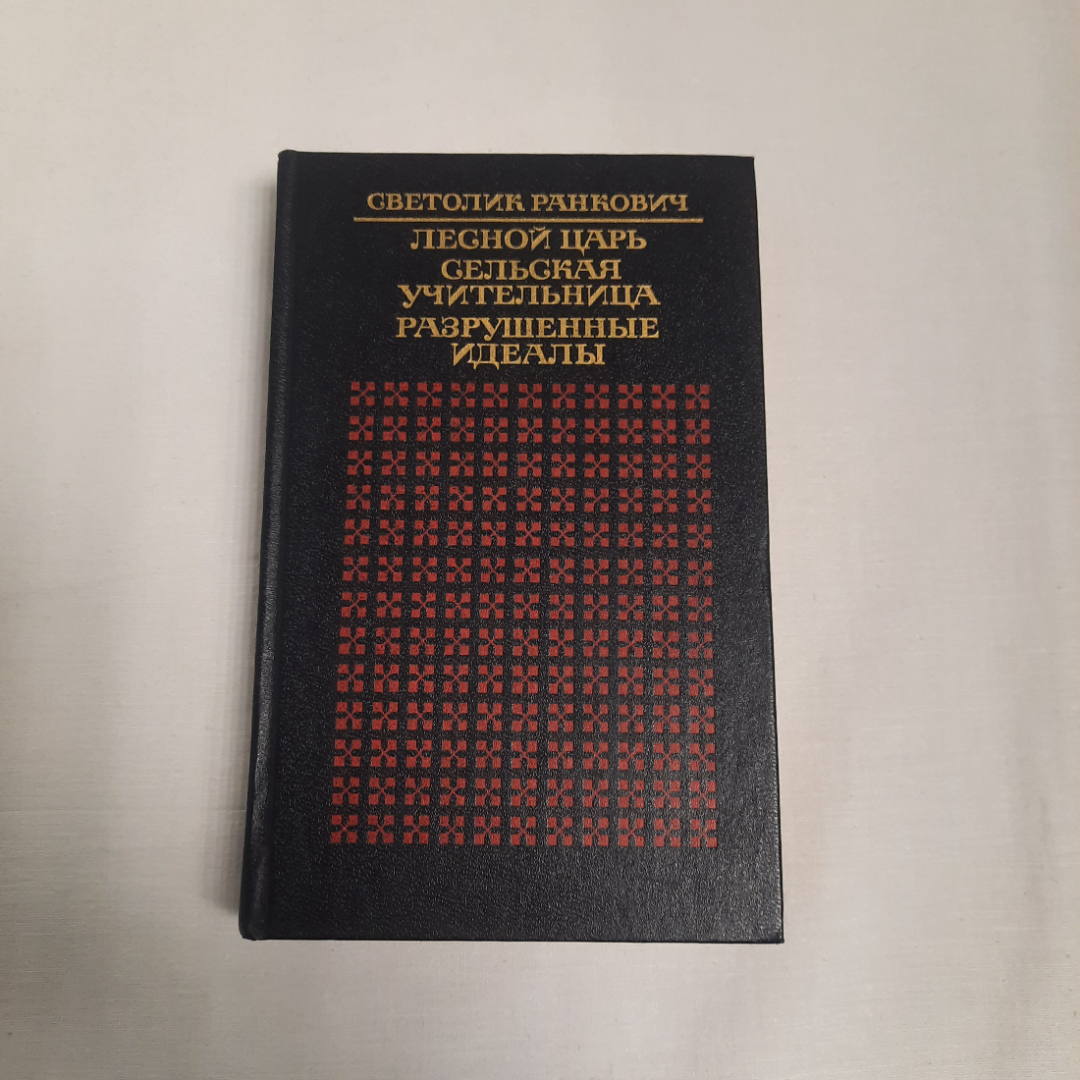 СВЕТОЛИК РАНКОВИЧ
ЛЕСНОЙ ЦАРЬ
СЕЛЬСКАЯ
УЧИТЕЛЬНИЦА
РАЗРУШЕННЫЕ
ИДЕАЛЫ